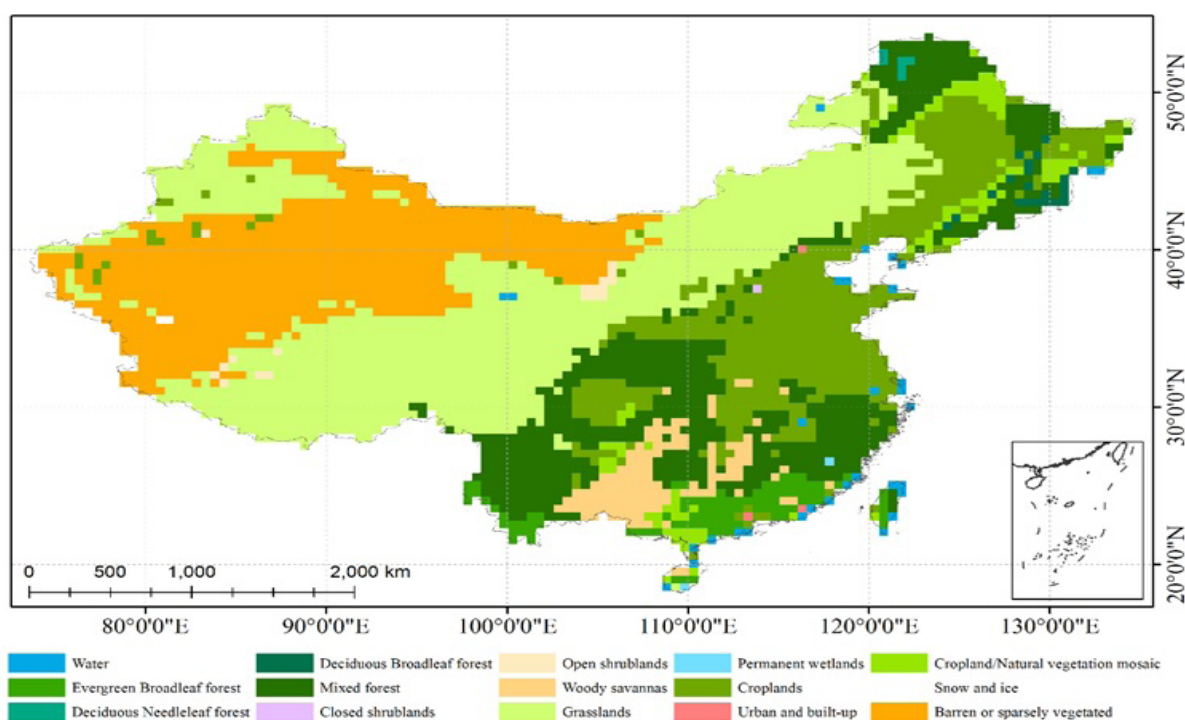 50°0'0"N
40°0'0"N
30°0'0"N
20°0'0"N
0 500 1,000 2,000 km
80°0'0"E 90°0'0"E 100°0'0"E 110°0'0"E 120°0'0"E 130°0'0"E
Water Deciduous Broadleaf forest Open shrublands Permanent wetlands Cropland/Natural vegetation mosaic
Evergreen Broadleaf forest Mixed forest Woody savannas Croplands Snow and ice
Deciduous Needleleaf forest Closed shrublands Grasslands Urban and built-up Barren or sparsely vegetated